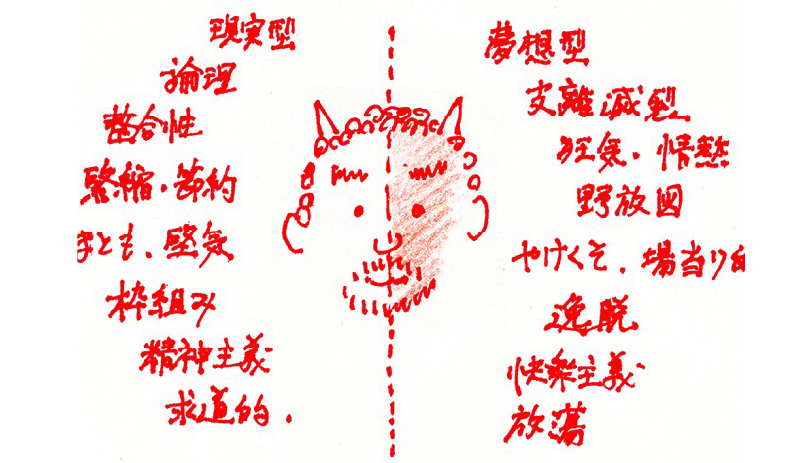 現実型
論理
整合性
緊縮・節約
まとも、堅気
枠組み
精神主義
求道的.
夢想型
支離滅裂
狂気・情熱
野放図
やけくそ、場当り的
逸脱
快楽主義
放蕩